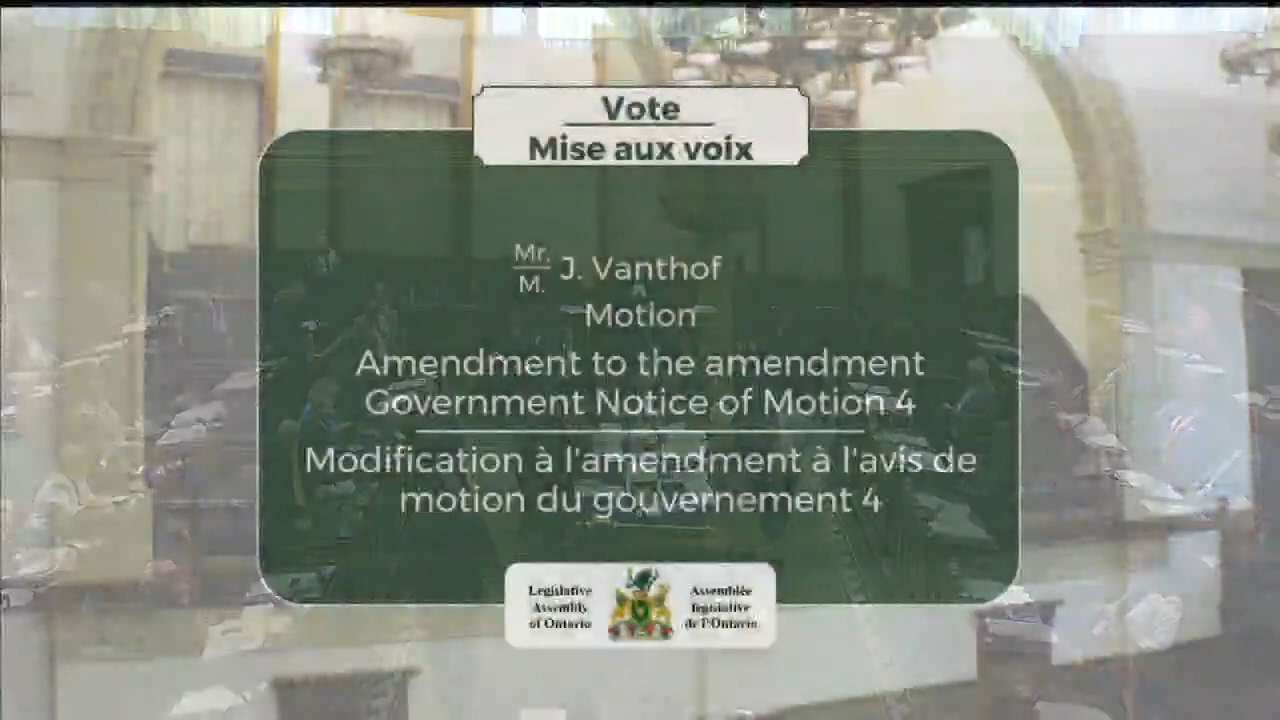 Vote
Mise aux voix
Mr.
M. J. Vanthof
Motion
Amendment to the amendment
Government Notice of Motion 4
Modification à l'amendment à l'avis de
motion du gouvernement 4
Legislative
Assembly
of Ontario
Assemblée
législative
de l'Ontario